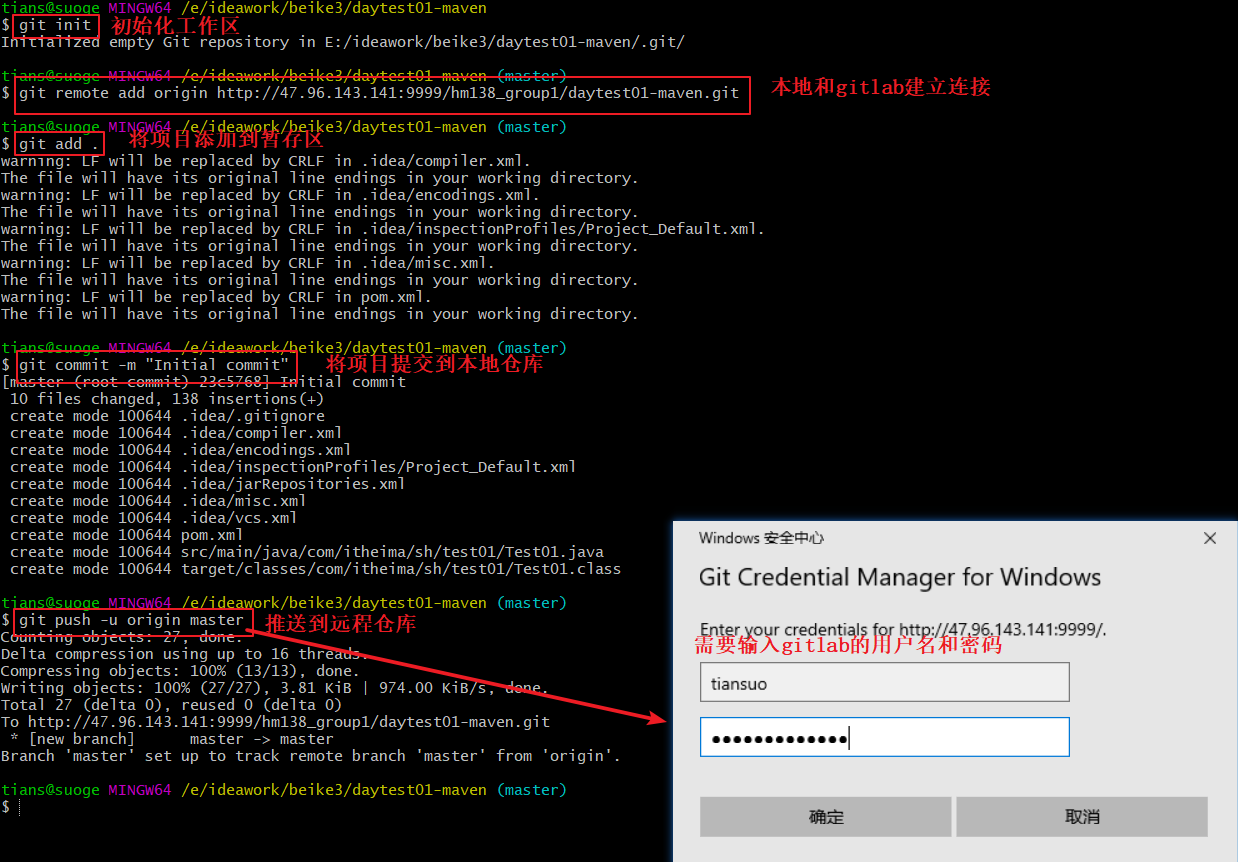 tians@suoge MINGW64 /e/ideawork/beike3/daytest01-maven
$ git init 初始化工作区
Initialized empty Git repository in E:/ideawork/beike3/daytest01-maven/.git/
tians@suoge MINGW64 /e/ideawork/beike3/daytest01-maven (master)
$ git remote add origin http://47.96.143.141:9999/hm138_group1/daytest01-maven.git 本地和gitlab建立连接
tians@suoge MINGW64 /e/ideawork/beike3/daytest01-maven (master)
$ git add . 将项目添加到暂存区
warning: LF will be replaced by CRLF in .idea/compiler.xml.
The file will have its original line endings in your working directory.
warning: LF will be replaced by CRLF in .idea/encodings.xml.
The file will have its original line endings in your working directory.
warning: LF will be replaced by CRLF in .idea/inspectionProfiles/Project_Default.xml.
The file will have its original line endings in your working directory.
warning: LF will be replaced by CRLF in .idea/misc.xml.
The file will have its original line endings in your working directory.
warning: LF will be replaced by CRLF in pom.xml.
The file will have its original line endings in your working directory.
tians@suoge MINGW64 /e/ideawork/beike3/daytest01-maven (master)
$ git commit -m "Initial commit" 将项目提交到本地仓库
[master (root-commit) 23c5768] Initial commit
10 files changed, 138 insertions(+)
create mode 100644 .idea/.gitignore
create mode 100644 .idea/compiler.xml
create mode 100644 .idea/encodings.xml
create mode 100644 .idea/inspectionProfiles/Project_Default.xml
create mode 100644 .idea/jarRepositories.xml
create mode 100644 .idea/misc.xml
create mode 100644 .idea/vcs.xml
create mode 100644 pom.xml
create mode 100644 src/main/java/com/itheima/sh/test01/Test01.java
create mode 100644 target/classes/com/itheima/sh/test01/Test01.class
tians@suoge MINGW64 /e/ideawork/beike3/daytest01-maven (master)
$ git push -u origin master 推送到远程仓库
Counting objects: 27, done.
Delta compression using up to 16 threads.
Compressing objects: 100% (13/13), done.
Writing objects: 100% (27/27), 3.81 KiB | 974.00 KiB/s, done.
Total 27 (delta 0), reused 0 (delta 0)
To http://47.96.143.141:9999/hm138_group1/daytest01-maven.git
* [new branch] master -> master
Branch 'master' set up to track remote branch 'master' from 'origin'.
tians@suoge MINGW64 /e/ideawork/beike3/daytest01-maven (master)
$
Windows 安全中心
Git Credential Manager for Windows
Enter your credentials for http://47.96.143.141:9999/.
需要输入gitlab的用户名和密码
tiansuo
●●●●●●●●●●●●●
确定 取消